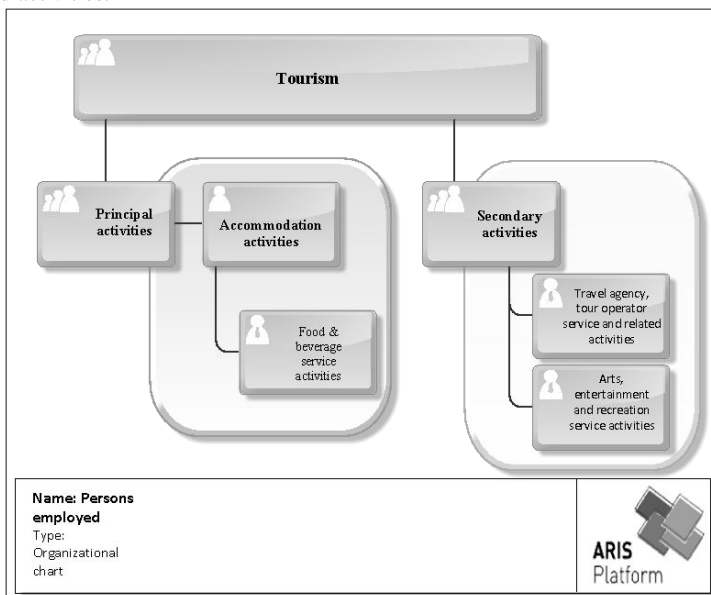 Tourism
Principal
activities
Accommodation
activities
Food &
beverage
service
activities
Secondary
activities
Travel agency,
tour operator
service and related
activities
Arts,
entertainment
and recreation
service activities
Name: Persons
employed
Type:
Organizational
chart
ARIS
Platform